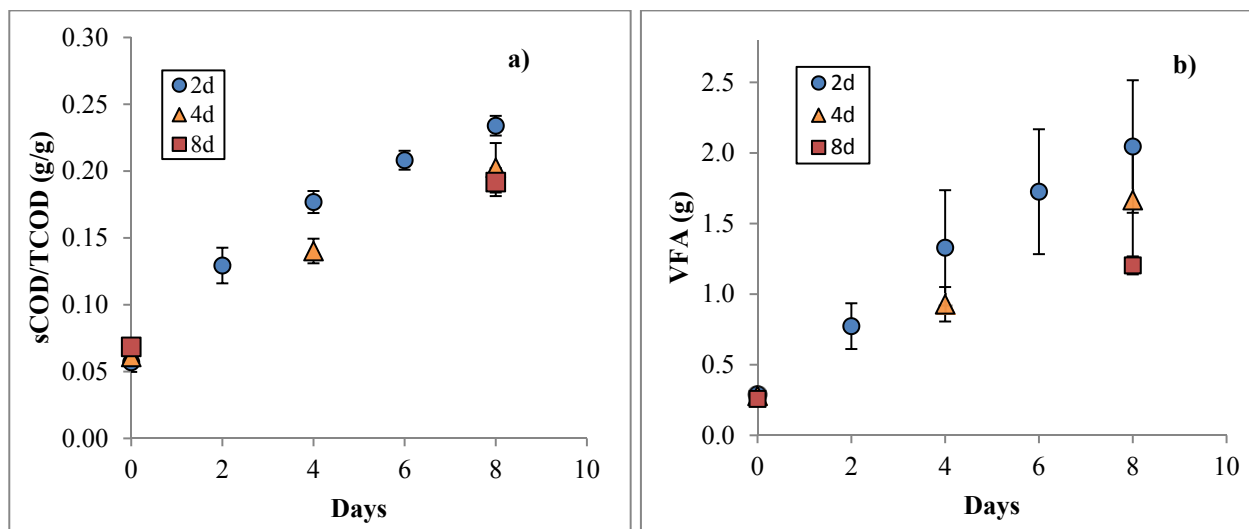 a)
2d
4d
8d
sCOD/TCOD (g/g)
0.30
0.25
0.20
0.15
0.10
0.05
0.00
0 2 4 6 8 10
Days
b)
2d
4d
8d
VFA (g)
2.5
2.0
1.5
1.0
0.5
0.0
0 2 4 6 8 10
Days